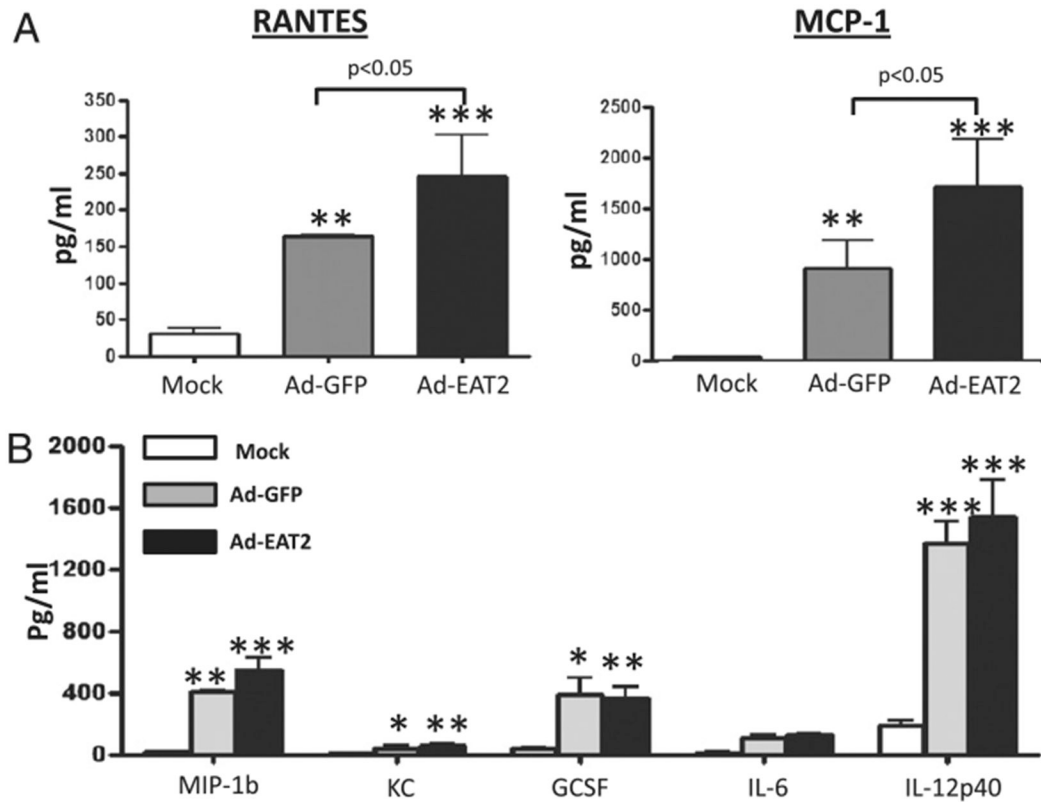 A
RANTES
MCP-1
p<0.05
p<0.05
350
300
250
200
150
100
50
0
pg/ml
***
**
Mock
Ad-GFP
Ad-EAT2
2500
2000
1500
1000
500
0
pg/ml
***
**
Mock
Ad-GFP
Ad-EAT2
B
2000
1600
1200
800
400
0
Pg/ml
Mock
Ad-GFP
Ad-EAT2
**
***
*
**
*
**
***
***
MIP-1b
KC
GCSF
IL-6
IL-12p40